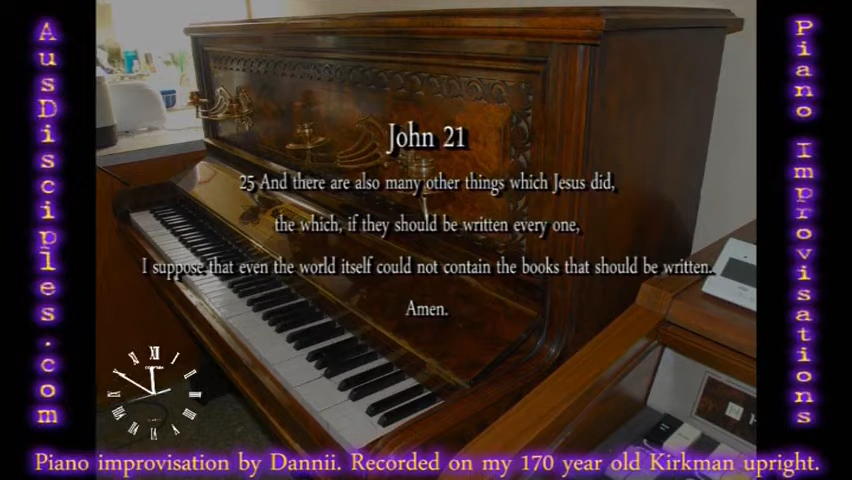 AusDisciples.com
Piano Improvisations
John 21
25 And there are also many other things which Jesus did,
the which, if they should be written every one,
I suppose that even the world itself could not contain the books that should be written.
Amen.
Piano improvisation by Dannii. Recorded on my 170 year old Kirkman upright.